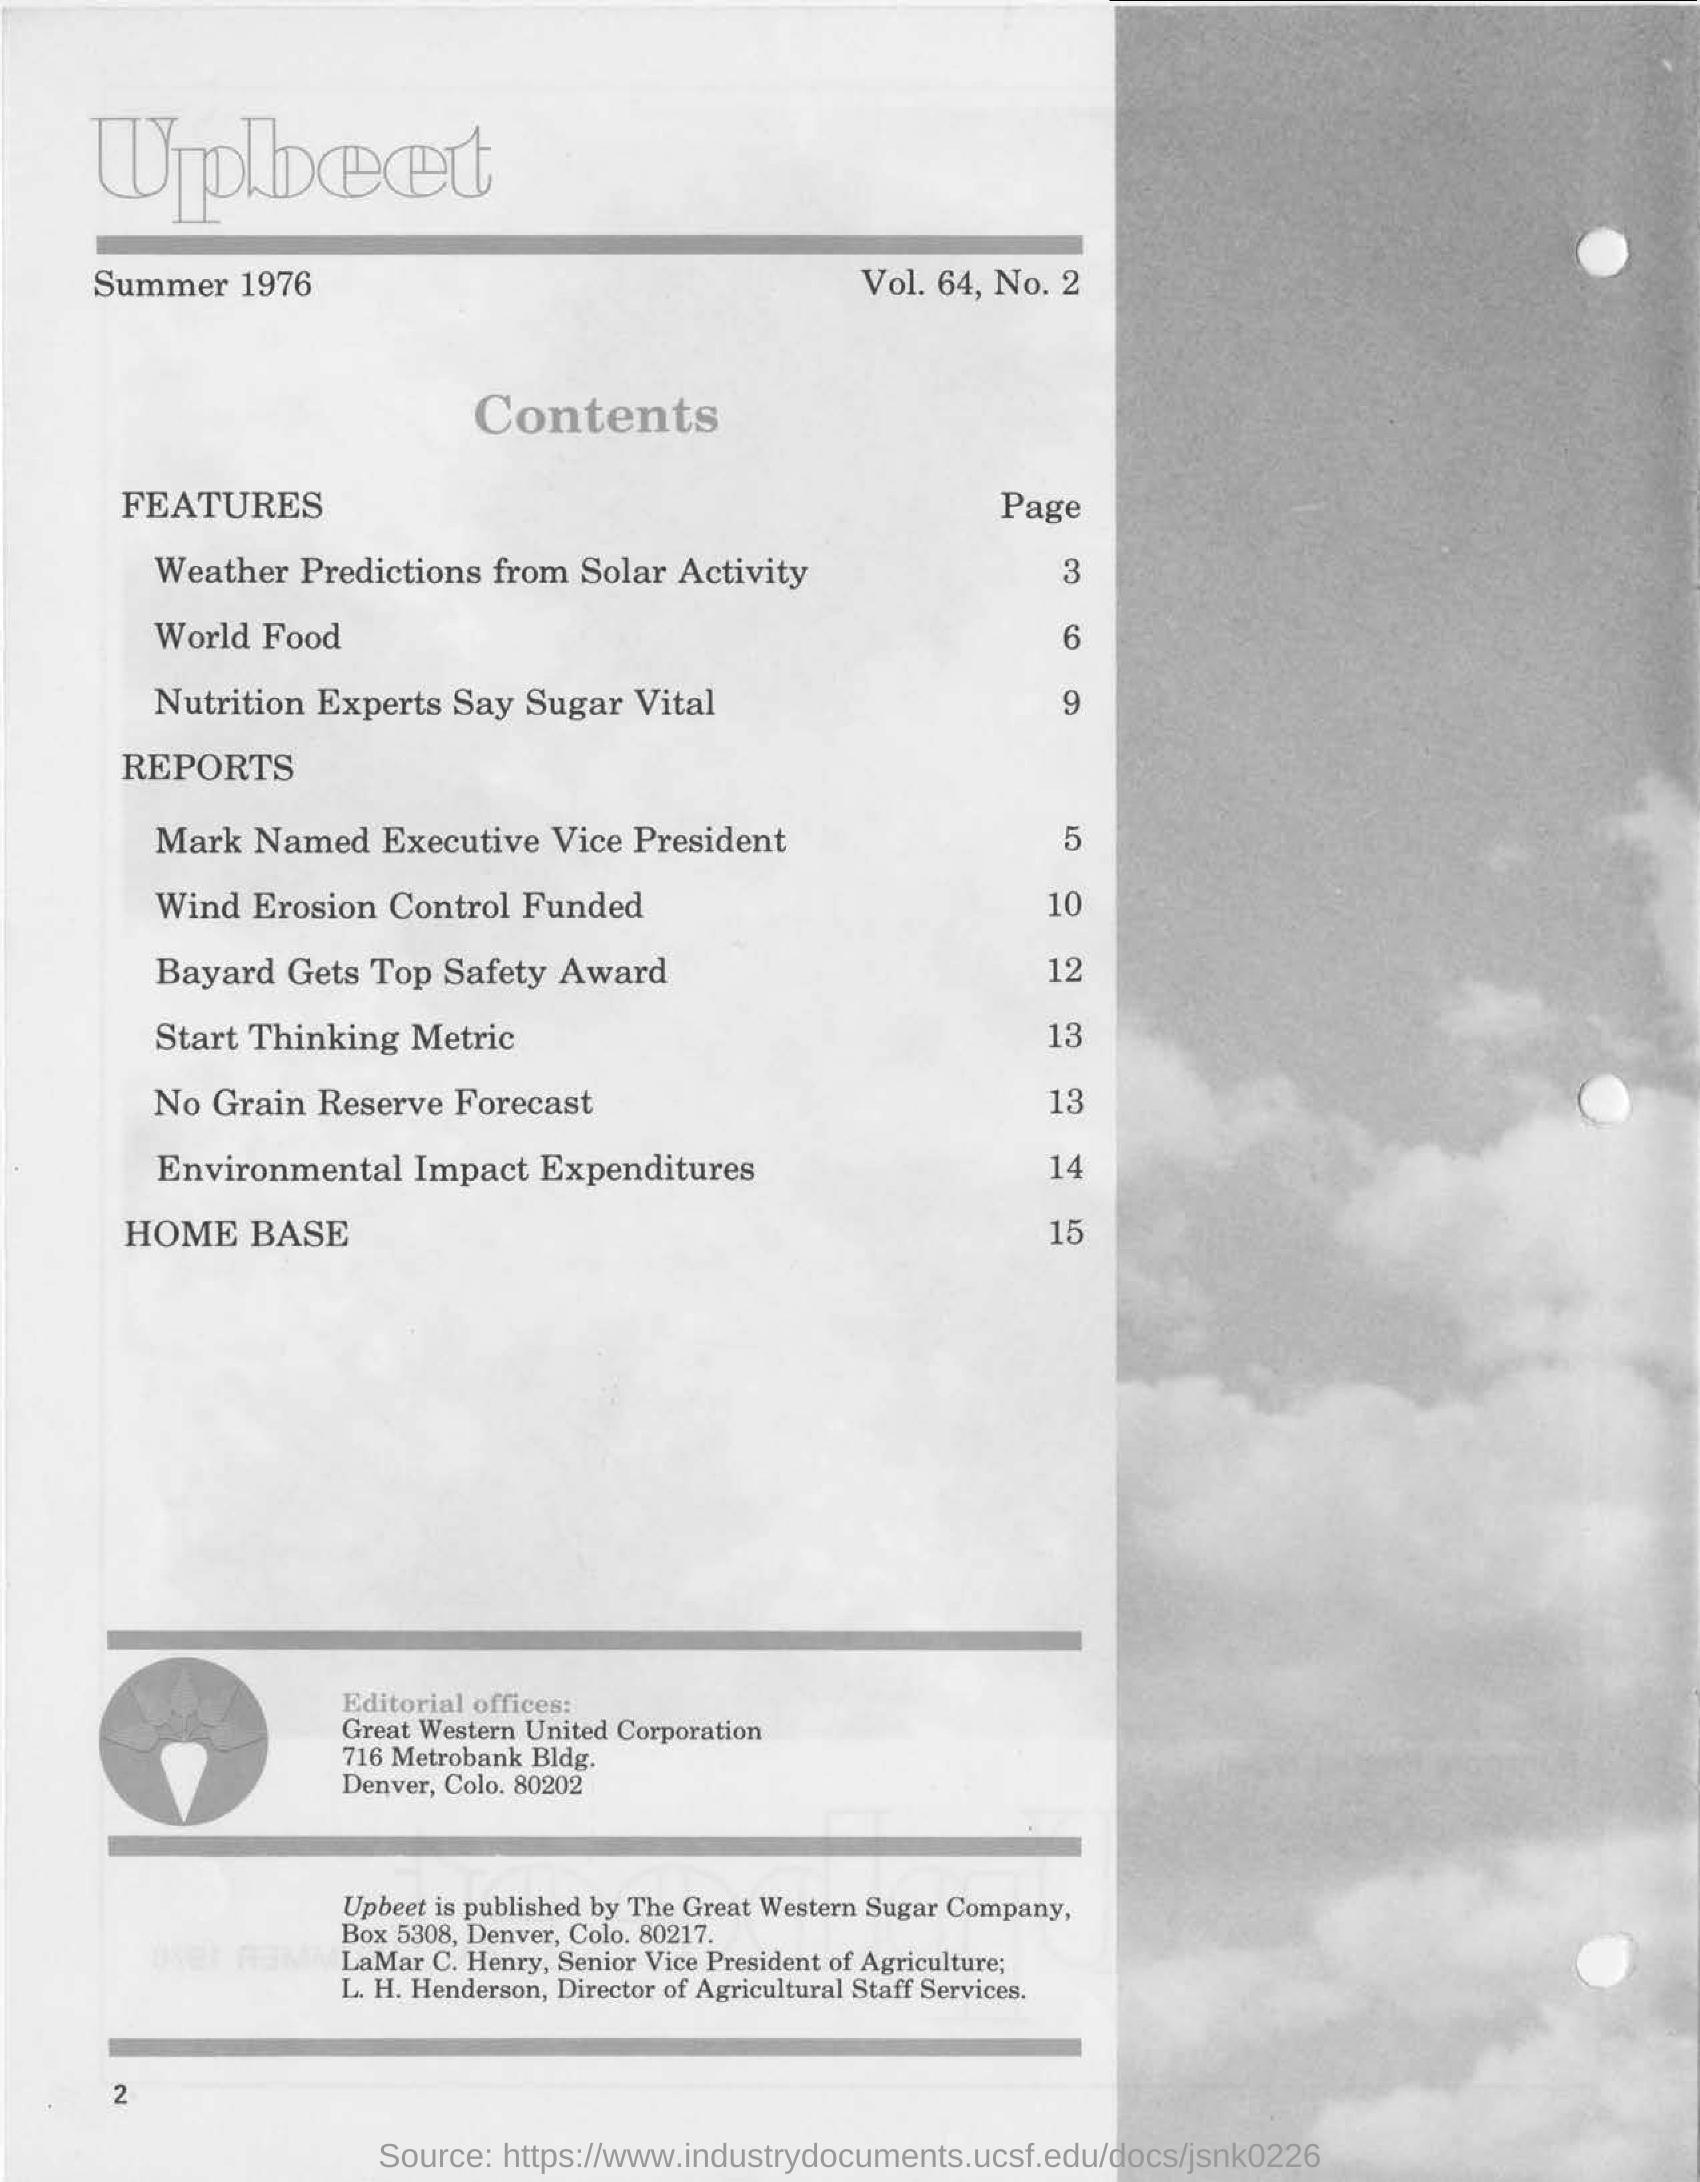 Upbeet
Summer 1976 Vol. 64, No. 2
Contents
FEATURES Page
Weather Predictions from Solar Activity 3
World Food 6
Nutrition Experts Say Sugar Vital 9
REPORTS
Mark Named Executive Vice President 5
Wind Erosion Control Funded 10
Bayard Gets Top Safety Award 12
Start Thinking Metric 13
No Grain Reserve Forecast 13
Environmental Impact Expenditures 14
HOME BASE 15
Editorial offices:
Great Western United Corporation
716 Metrobank Bldg.
Denver, Colo. 80202
Upbeet is published by The Great Western Sugar Company,
Box 5308, Denver, Colo. 80217.
LaMar C. Henry, Senior Vice President of Agriculture;
L. H. Henderson, Director of Agricultural Staff Services.
2
Source: https://www.industrydocuments.ucsf.edu/docs/jsnk0226